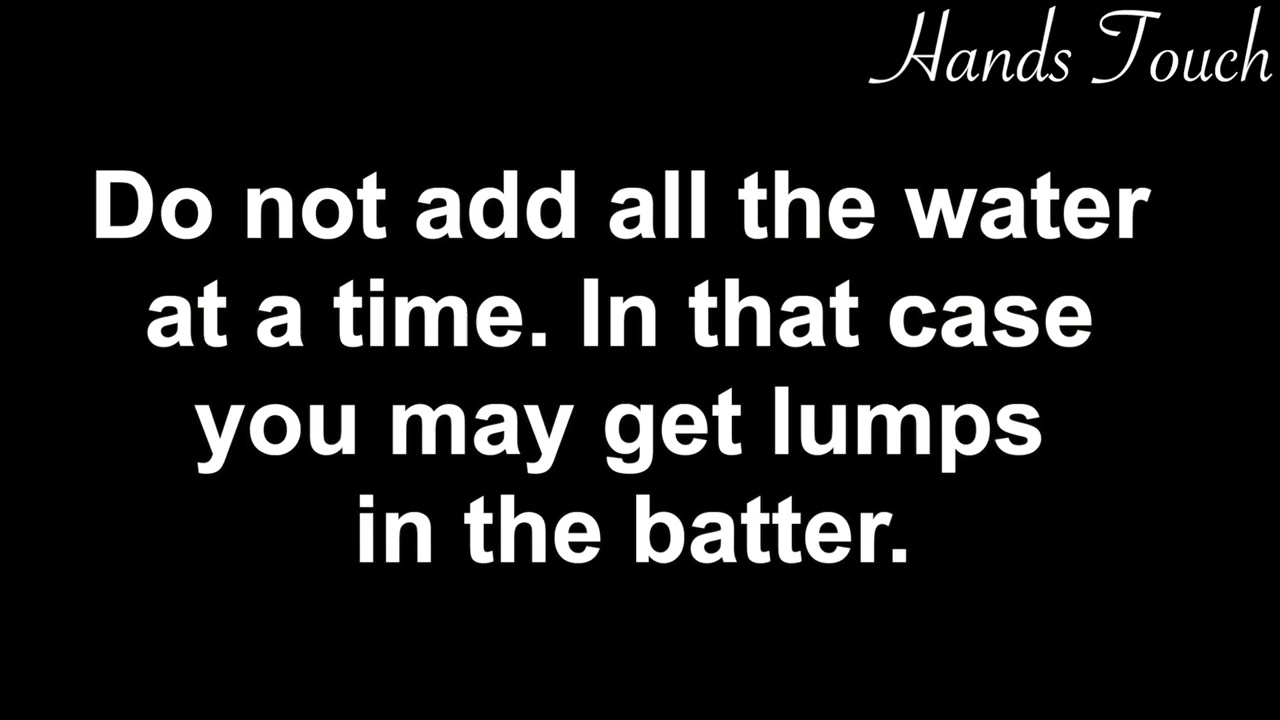 Hands Touch
Do not add all the water
at a time. In that case
you may get lumps
in the batter.